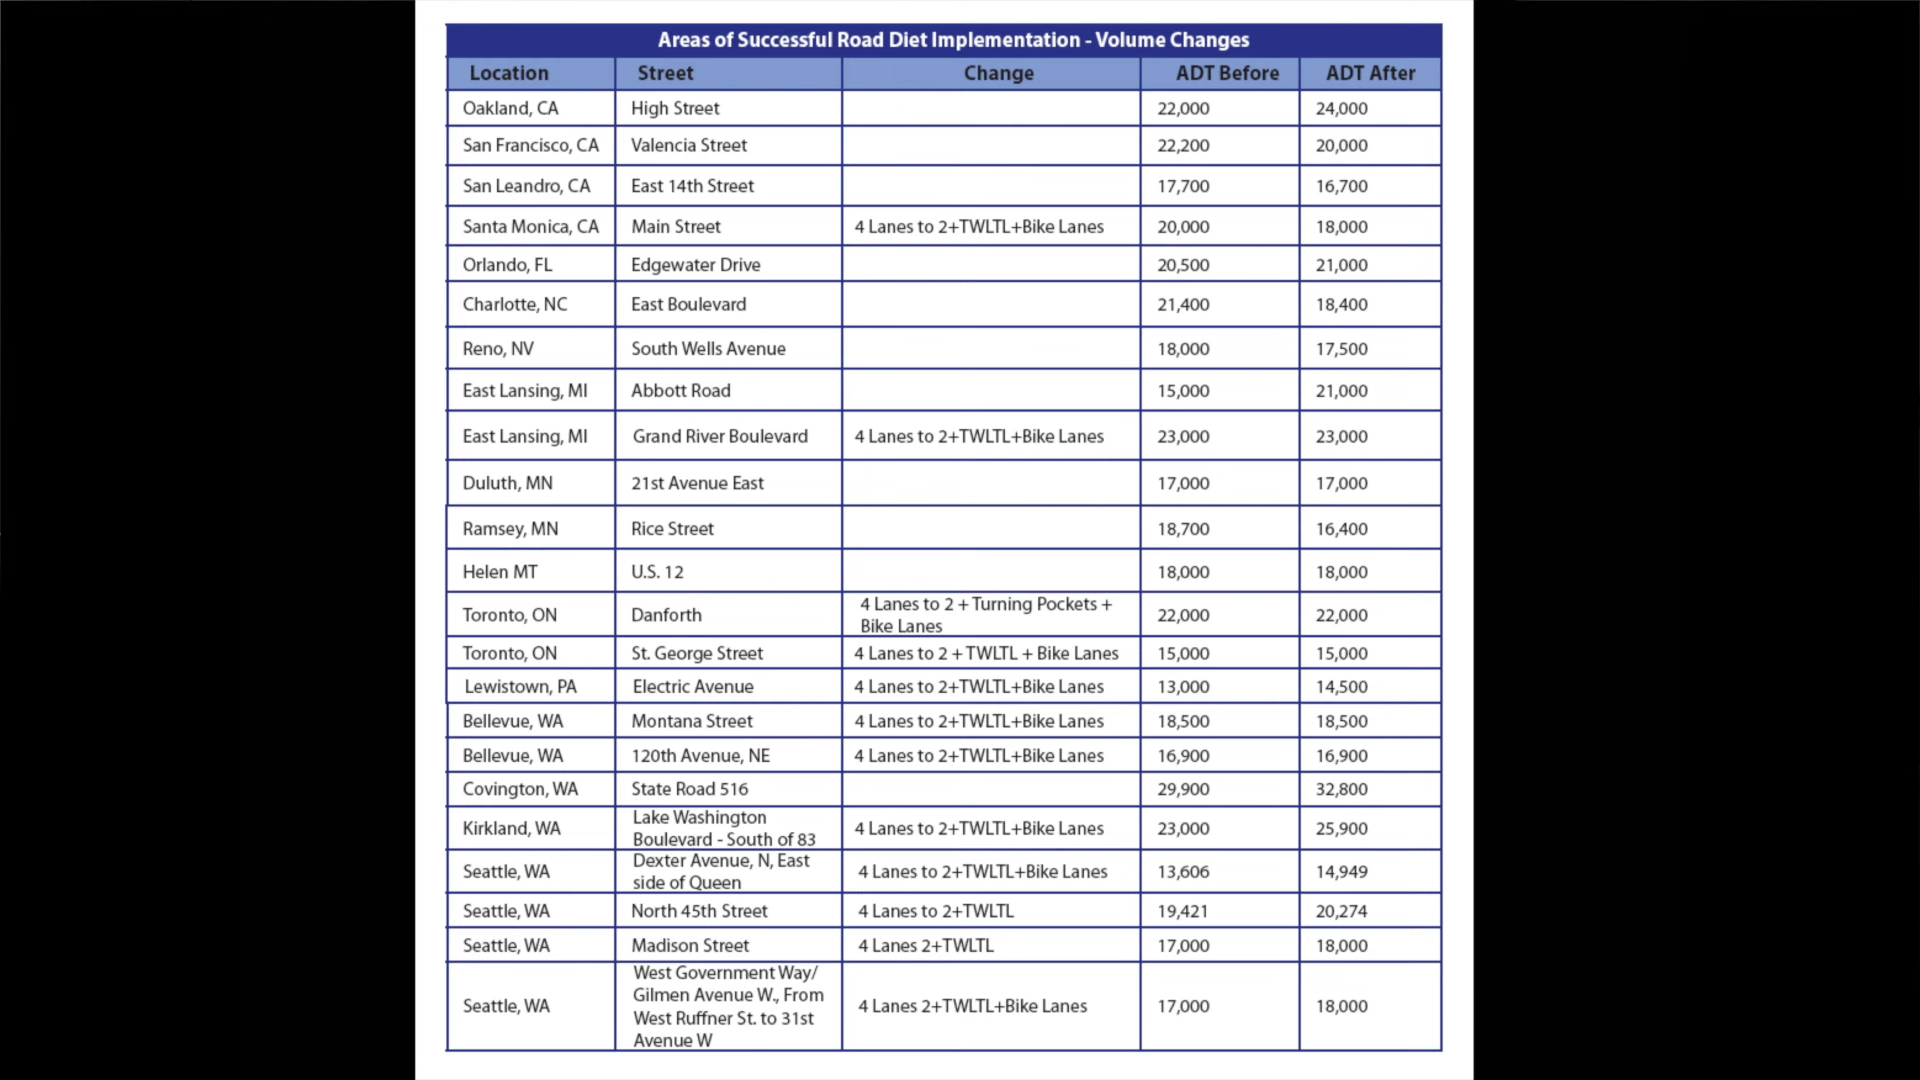 Areas of Successful Road Diet Implementation - Volume Changes
Location Street Change ADT Before ADT After
Oakland, CA High Street 22,000 24,000
San Francisco, CA Valencia Street 22,200 20,000
San Leandro, CA East 14th Street 17,700 16,700
Santa Monica, CA Main Street 4 Lanes to 2+TWLTL+Bike Lanes 20,000 18,000
Orlando, FL Edgewater Drive 20,500 21,000
Charlotte, NC East Boulevard 21,400 18,400
Reno, NV South Wells Avenue 18,000 17,500
East Lansing, MI Abbott Road 15,000 21,000
East Lansing, MI Grand River Boulevard 4 Lanes to 2+TWLTL+Bike Lanes 23,000 23,000
Duluth, MN 21st Avenue East 17,000 17,000
Ramsey, MN Rice Street 18,700 16,400
Helen MT U.S. 12 18,000 18,000
Toronto, ON Danforth 4 Lanes to 2 + Turning Pockets +
Bike Lanes 22,000 22,000
Toronto, ON St. George Street 4 Lanes to 2 + TWLTL + Bike Lanes 15,000 15,000
Lewistown, PA Electric Avenue 4 Lanes to 2+TWLTL+Bike Lanes 13,000 14,500
Bellevue, WA Montana Street 4 Lanes to 2+TWLTL+Bike Lanes 18,500 18,500
Bellevue, WA 120th Avenue, NE 4 Lanes to 2+TWLTL+Bike Lanes 16,900 16,900
Covington, WA State Road 516 29,900 32,800
Kirkland, WA Lake Washington
Boulevard - South of 83 4 Lanes to 2+TWLTL+Bike Lanes 23,000 25,900
Seattle, WA Dexter Avenue, N, East
side of Queen 4 Lanes to 2+TWLTL+Bike Lanes 13,606 14,949
Seattle, WA North 45th Street 4 Lanes to 2+TWLTL 19,421 20,274
Seattle, WA Madison Street 4 Lanes 2+TWLTL 17,000 18,000
Seattle, WA West Government Way/
Gilmen Avenue W., From
West Ruffner St. to 31st
Avenue W 4 Lanes 2+TWLTL+Bike Lanes 17,000 18,000